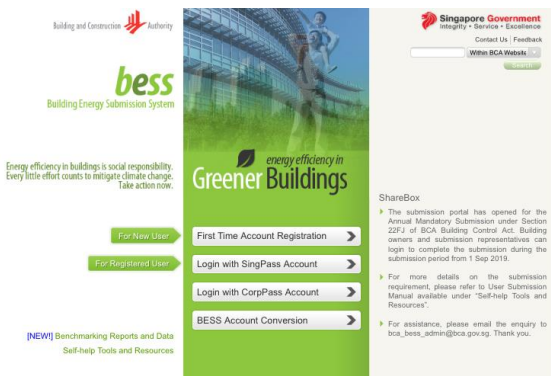 Building and Construction Authority
bess
Building Energy Submission System
Energy efficiency in buildings is social responsibility.
Every little effort counts to mitigate climate change.
Take action now.
For New User
For Registered User
[NEW!] Benchmarking Reports and Data
Self-help Tools and Resources
energy efficiency in
Greener Buildings
First Time Account Registration
Login with SingPass Account
Login with CorpPass Account
BESS Account Conversion
Singapore Government
Integrity • Service • Excellence
Contact Us | Feedback
Within BCA Website
Search
ShareBox
The submission portal has opened for the
Annual Mandatory Submission under Section
22FJ of BCA Building Control Act. Building
owners and submission representatives can
login to complete the submission during the
submission period from 1 Sep 2019.
For more details on the submission
requirement, please refer to User Submission
Manual available under "Self-help Tools and
Resources".
For assistance, please email the enquiry to
bca_bess_admin@bca.gov.sg. Thank you.